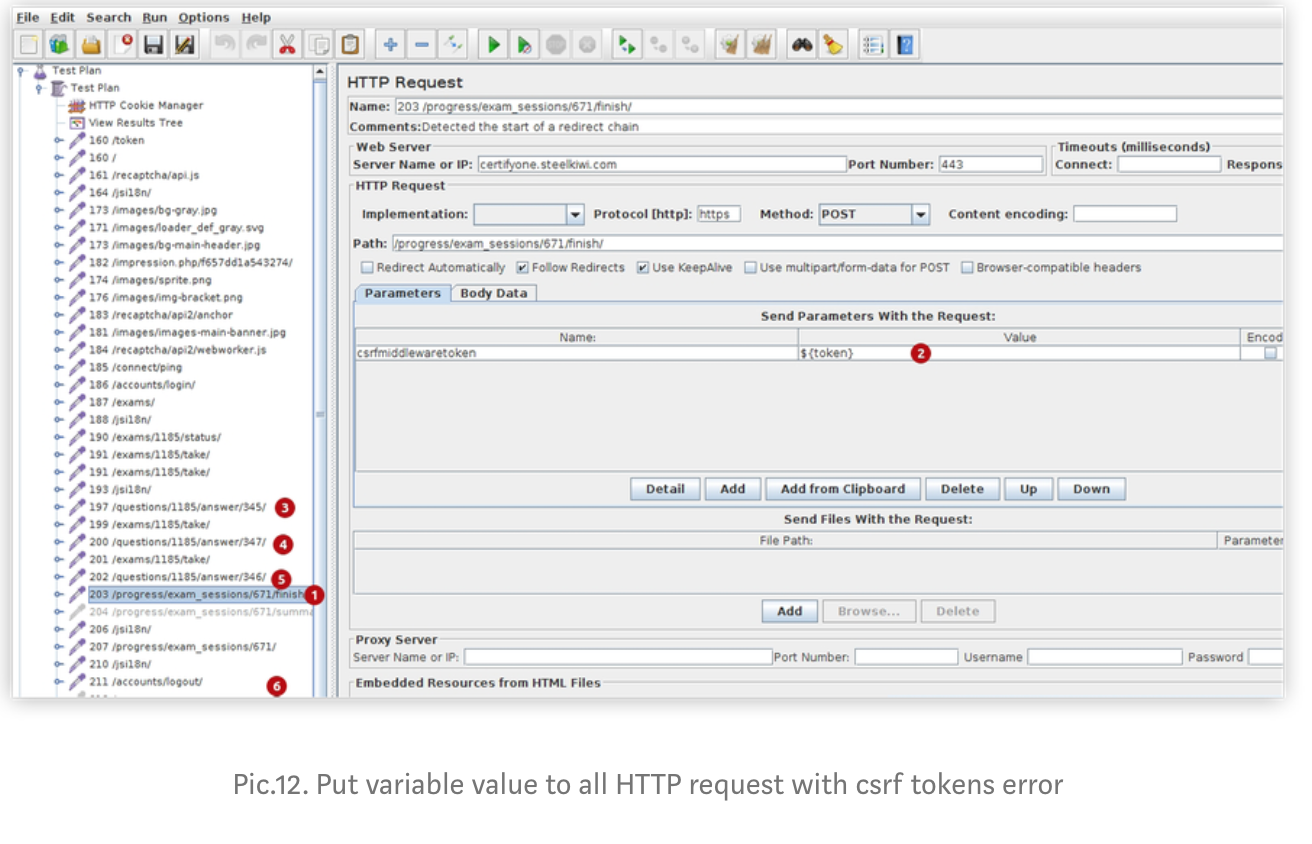 File Edit Search Run Options Help
Test Plan
Test Plan
HTTP Cookie Manager
View Results Tree
160 /token
160 /
161 /recaptcha/api.js
164 /jsi18n/
173 /images/bg-gray.jpg
171 /images/loader_def_gray.svg
173 /images/bg-main-header.jpg
182 /impression.php/f657dd1a543274/
174 /images/sprite.png
176 /images/img-bracket.png
183 /recaptcha/api2/anchor
181 /images/images-main-banner.jpg
184 /recaptcha/api2/webworker.js
185 /connect/ping
186 /accounts/login/
187 /exams/
188 /jsi18n/
190 /exams/1185/status/
191 /exams/1185/take/
191 /exams/1185/take/
193 /jsi18n/
197 /questions/1185/answer/345/ 3
199 /exams/1185/take/
200 /questions/1185/answer/347/ 4
201 /exams/1185/take/
202 /questions/1185/answer/346/ 5
203 /progress/exam_sessions/671/finish 1
204 /progress/exam_sessions/671/summ
206 /jsi18n/
207 /progress/exam_sessions/671/
210 /jsi18n/
211 /accounts/logout/ 6
HTTP Request
Name: 203 /progress/exam_sessions/671/finish/
Comments: Detected the start of a redirect chain
Web Server Timeouts (milliseconds)
Server Name or IP: certifyone.steelkiwi.com Port Number: 443 Connect: Respons
HTTP Request
Implementation: Protocol [http]: https Method: POST Content encoding:
Path: /progress/exam_sessions/671/finish/
Redirect Automatically Follow Redirects Use KeepAlive Use multipart/form-data for POST Browser-compatible headers
Parameters Body Data
Send Parameters With the Request:
Name: Value Encod
csrfmiddlewaretoken ${token} 2
Detail Add Add from Clipboard Delete Up Down
Send Files With the Request:
File Path: Parameter
Add Browse... Delete
Proxy Server
Server Name or IP: Port Number: Username Password
Embedded Resources from HTML Files
Pic.12. Put variable value to all HTTP request with csrf tokens error